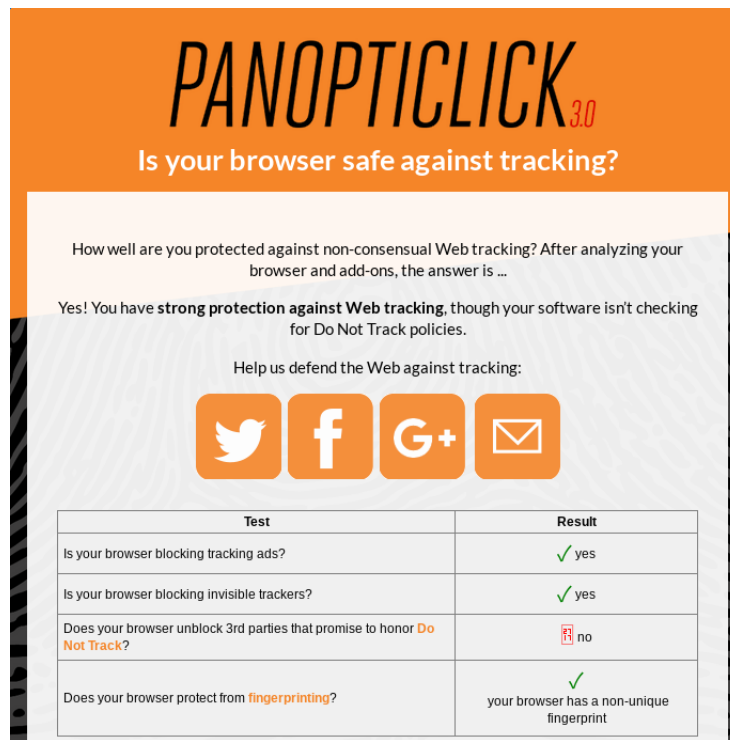 PANOPTICLICK 3.0
Is your browser safe against tracking?
How well are you protected against non-consensual Web tracking? After analyzing your
browser and add-ons, the answer is ...
Yes! You have strong protection against Web tracking, though your software isn't checking
for Do Not Track policies.
Help us defend the Web against tracking:
G+
Test Result
Is your browser blocking tracking ads? ✓ yes
Is your browser blocking invisible trackers? ✓ yes
Does your browser unblock 3rd parties that promise to honor Do
Not Track? no
Does your browser protect from fingerprinting? ✓
your browser has a non-unique
fingerprint